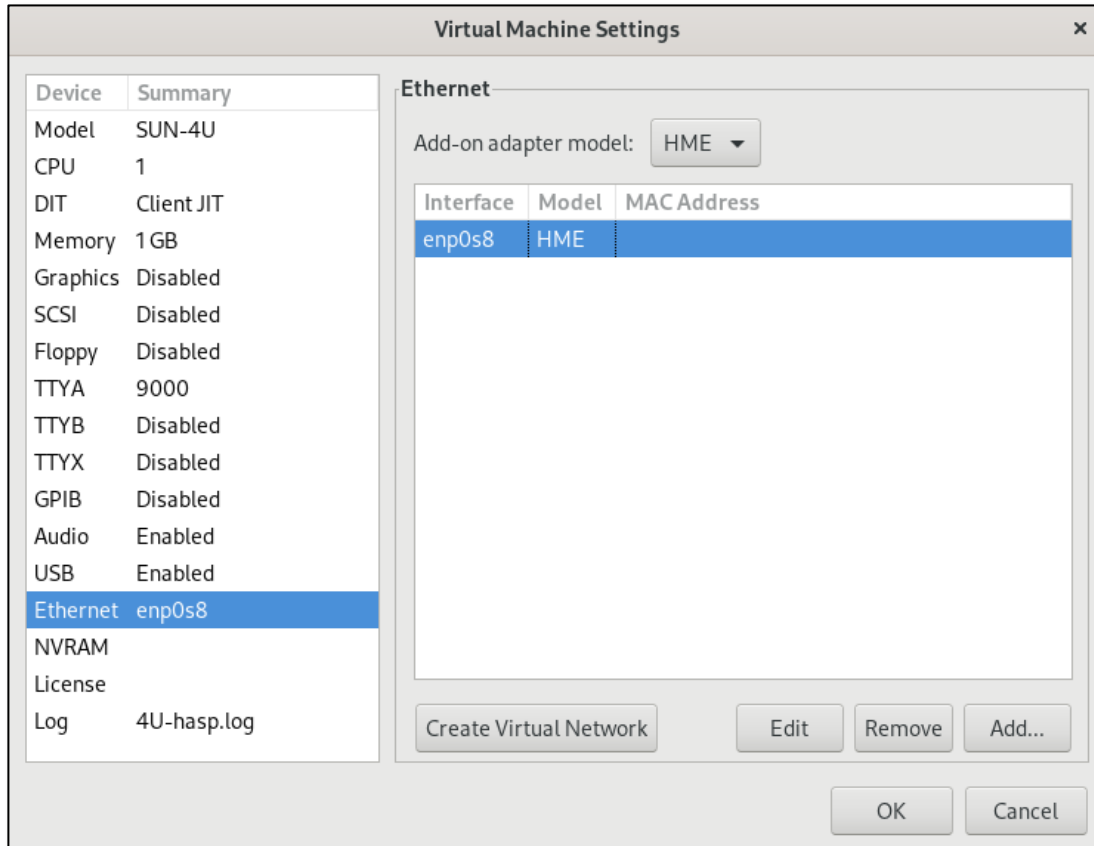 Virtual Machine Settings ×
Device Summary
Model SUN-4U
CPU 1
DIT Client JIT
Memory 1 GB
Graphics Disabled
SCSI Disabled
Floppy Disabled
TTYA 9000
TTYB Disabled
TTYX Disabled
GPIB Disabled
Audio Enabled
USB Enabled
Ethernet enp0s8
NVRAM
License
Log 4U-hasp.log
Ethernet
Add-on adapter model: HME
Interface Model MAC Address
enp0s8 HME
Create Virtual Network Edit Remove Add...
OK Cancel